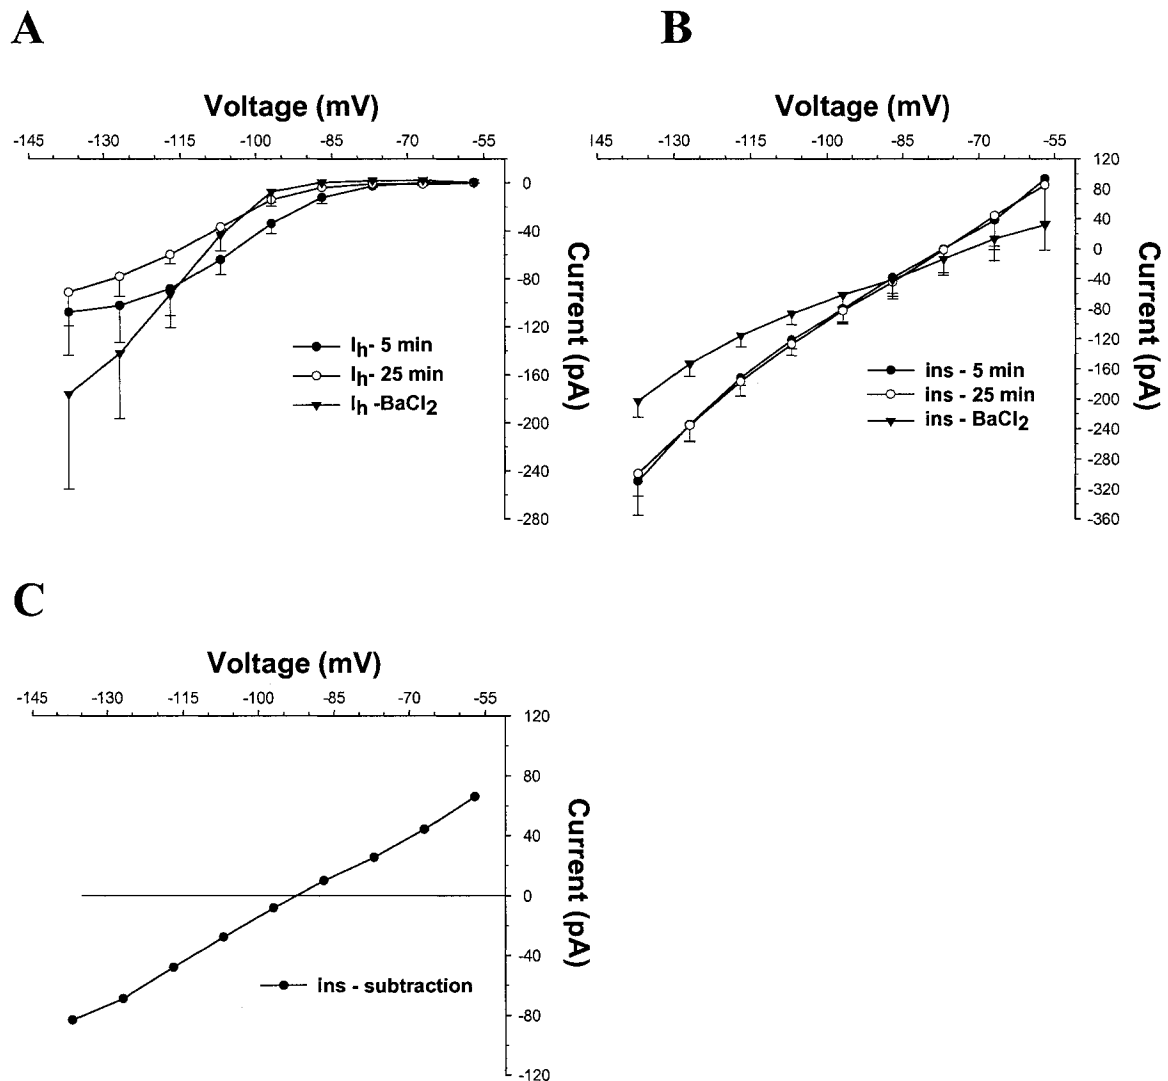 A
B
Voltage (mV)
-145 -130 -115 -100 -85 -70 -55
0
-40
-80
-120
-160
-200
-240
-280
Current (pA)
Ih- 5 min
Ih- 25 min
Ih -BaCl2
Voltage (mV)
-145 -130 -115 -100 -85 -70 -55
120
80
40
0
-40
-80
-120
-160
-200
-240
-280
-320
-360
Current (pA)
ins - 5 min
ins - 25 min
ins - BaCl2
C
Voltage (mV)
-145 -130 -115 -100 -85 -70 -55
120
80
40
0
-40
-80
-120
Current (pA)
ins - subtraction